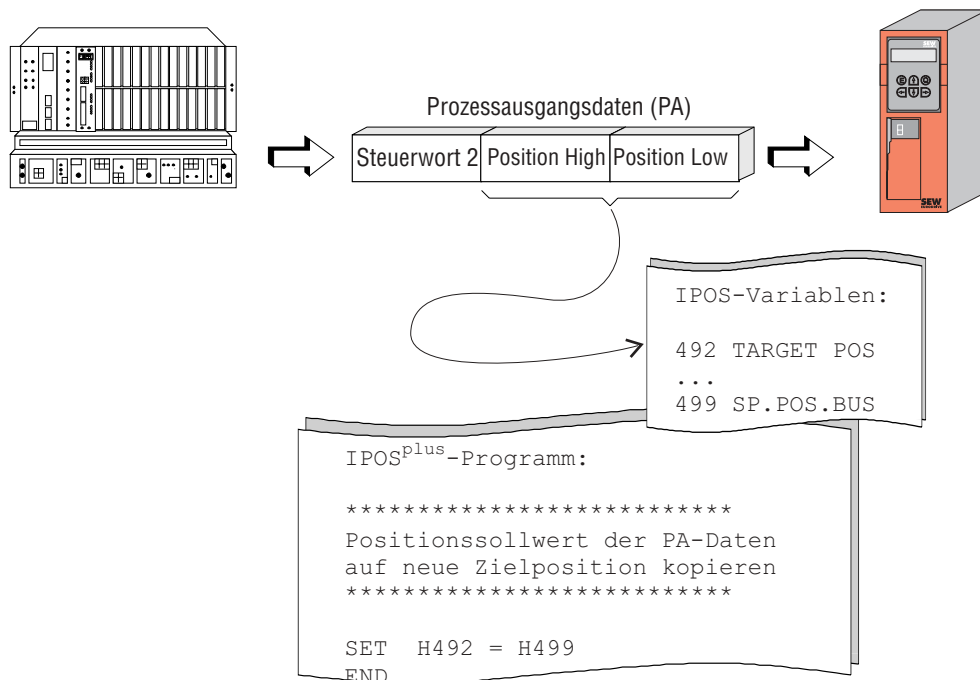 Prozessausgangsdaten (PA)
Steuerwort 2 Position High Position Low
SEW
SEW
IPOS-Variablen:
492 TARGET POS
...
499 SP.POS.BUS
IPOSplus-Programm:
***************************
Positionssollwert der PA-Daten
auf neue Zielposition kopieren
***************************
SET H492 = H499
END